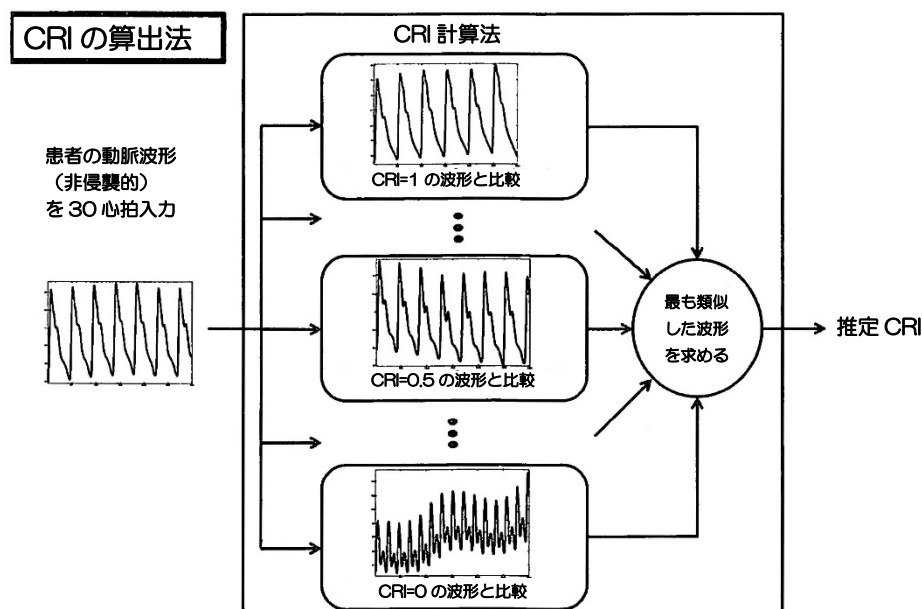 CRI の算出法
CRI 計算法
患者の動脈波形
(非侵襲的)
を 30 心拍入力
CRI=1 の波形と比較
CRI=0.5 の波形と比較
CRI=0 の波形と比較
最も類似
した波形
を求める
推定 CRI